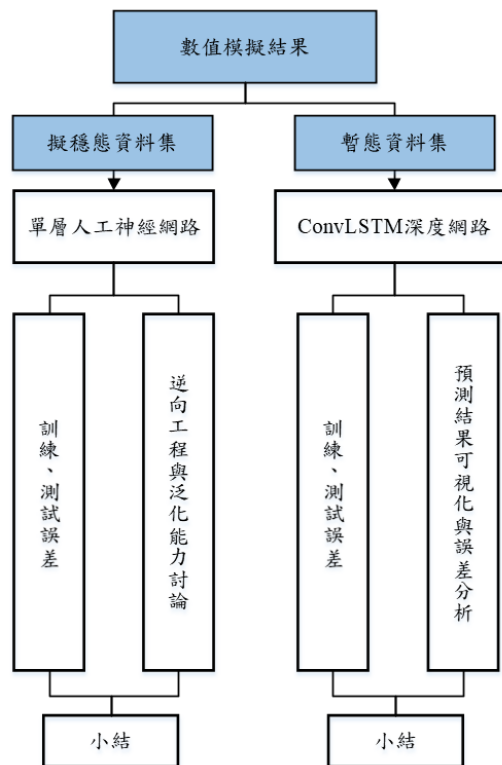 數值模擬結果
擬穩態資料集
暫態資料集
單層人工神經網路
ConvLSTM深度網路
訓練、測試誤差
逆向工程與泛化能力討論
訓練、測試誤差
預測結果可視化與誤差分析
小結
小結